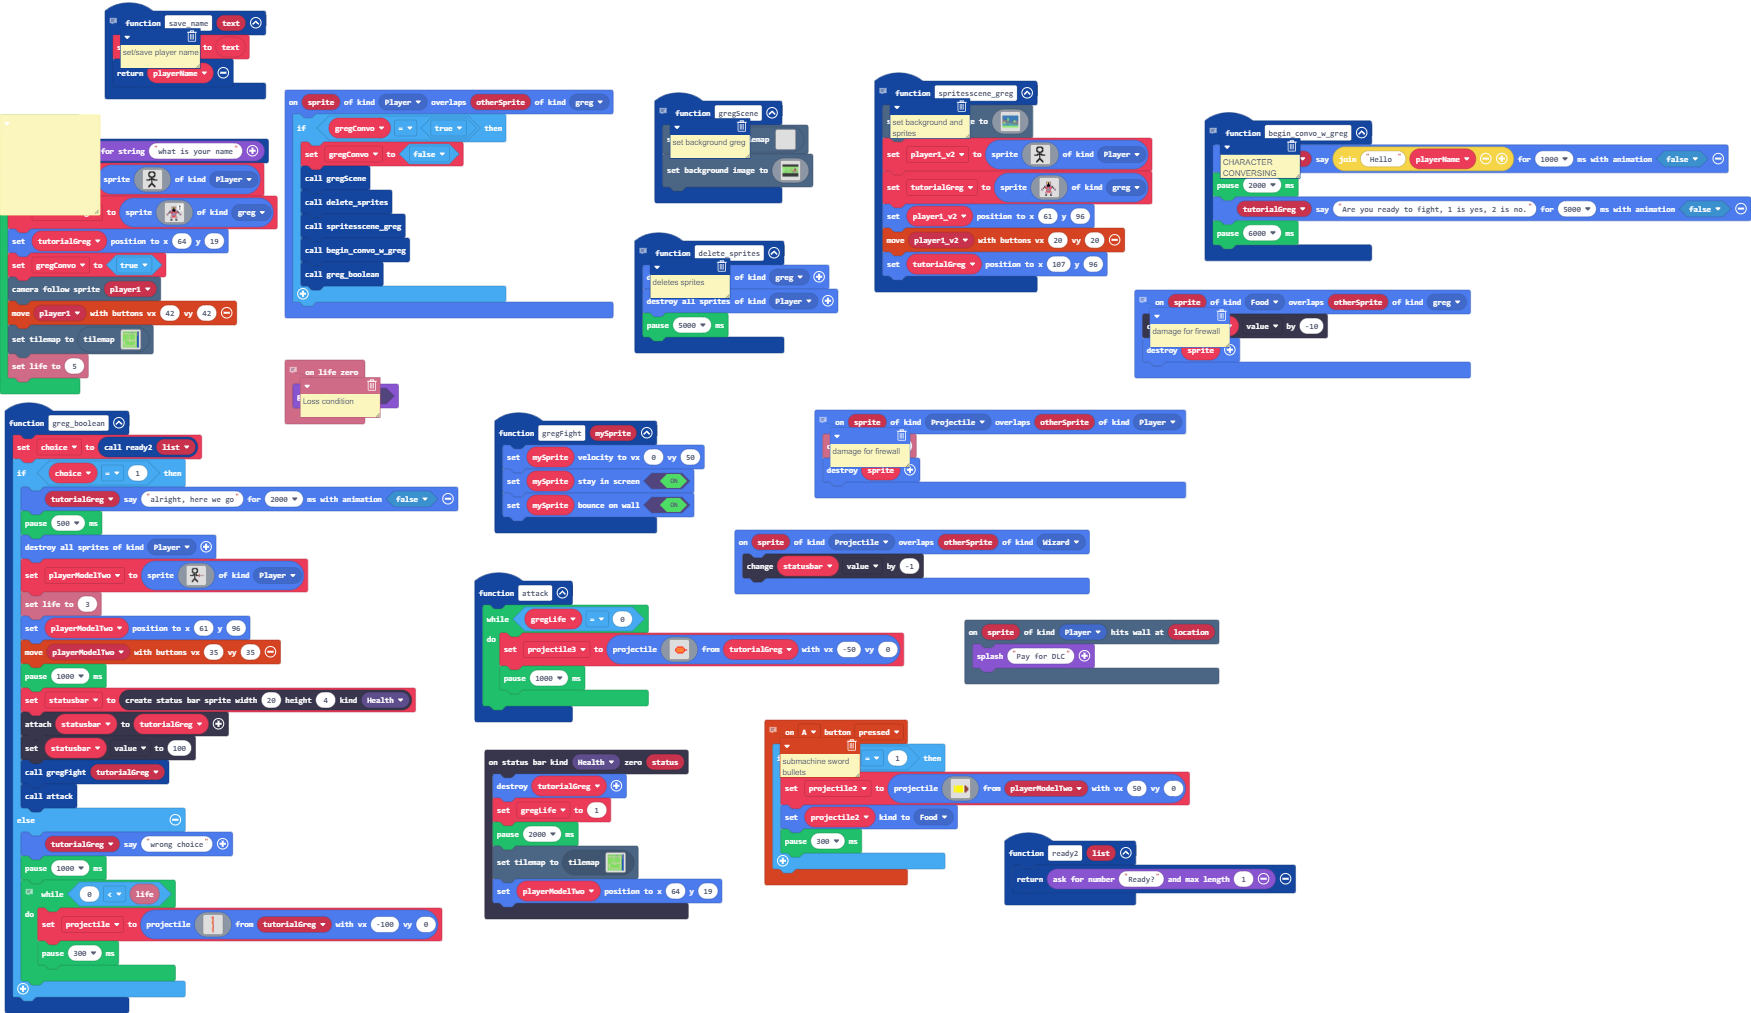 function save_name text
set/save player name
to text
return playerName
for string "what is your name"
sprite of kind Player
to sprite of kind greg
set tutorialGreg position to x 64 y 19
set gregConvo to true
camera follow sprite player1
move player1 with buttons vx 42 vy 42
set tilemap to tilemap
set life to 5
on sprite of kind Player overlaps otherSprite of kind greg
if gregConvo = true then
set gregConvo to false
call gregScene
call delete_sprites
call spritesscene_greg
call begin_convo_w_greg
call greg_boolean
on life zero
Loss condition
function gregScene
set background greg
set background image to
function delete_sprites
of kind greg
deletes sprites
destroy all sprites of kind Player
pause 5000 ms
function spritesscene_greg
set background and
sprites
to
set player1_v2 to sprite of kind Player
set tutorialGreg to sprite of kind greg
set player1_v2 position to x 61 y 96
move player1_v2 with buttons vx 20 vy 20
set tutorialGreg position to x 107 y 96
function begin_convo_w_greg
CHARACTER
CONVERSING
say join "Hello " playerName for 1000 ms with animation false
pause 2000 ms
tutorialGreg say "Are you ready to fight, 1 is yes, 2 is no." for 5000 ms with animation false
pause 6000 ms
on sprite of kind Food overlaps otherSprite of kind greg
value by -10
damage for firewall
destroy sprite
function greg_boolean
set choice to call ready2 list
if choice = 1 then
tutorialGreg say "alright, here we go" for 2000 ms with animation false
pause 500 ms
destroy all sprites of kind Player
set playerModelTwo to sprite of kind Player
set life to 3
set playerModelTwo position to x 61 y 96
move playerModelTwo with buttons vx 35 vy 35
pause 1000 ms
set statusbar to create status bar sprite width 20 height 4 kind Health
attach statusbar to tutorialGreg
set statusbar value to 100
call gregFight tutorialGreg
call attack
else
tutorialGreg say "wrong choice"
pause 1000 ms
while 0 < life
do
set projectile to projectile from tutorialGreg with vx -100 vy 0
pause 300 ms
function gregFight mySprite
set mySprite velocity to vx 0 vy 50
set mySprite stay in screen ON
set mySprite bounce on wall ON
on sprite of kind Projectile overlaps otherSprite of kind Player
damage for firewall
destroy sprite
on sprite of kind Projectile overlaps otherSprite of kind Wizard
change statusbar value by -1
function attack
while gregLife = 0
do
set projectile3 to projectile from tutorialGreg with vx -50 vy 0
pause 1000 ms
on sprite of kind Player hits wall at location
splash "Pay for DLC"
on status bar kind Health zero status
destroy tutorialGreg
set gregLife to 1
pause 2000 ms
set tilemap to tilemap
set playerModelTwo position to x 64 y 19
on A button pressed
= 1 then
submachine sword
bullets
set projectile2 to projectile from playerModelTwo with vx 50 vy 0
set projectile2 kind to Food
pause 300 ms
function ready2 list
return ask for number "Ready?" and max length 1